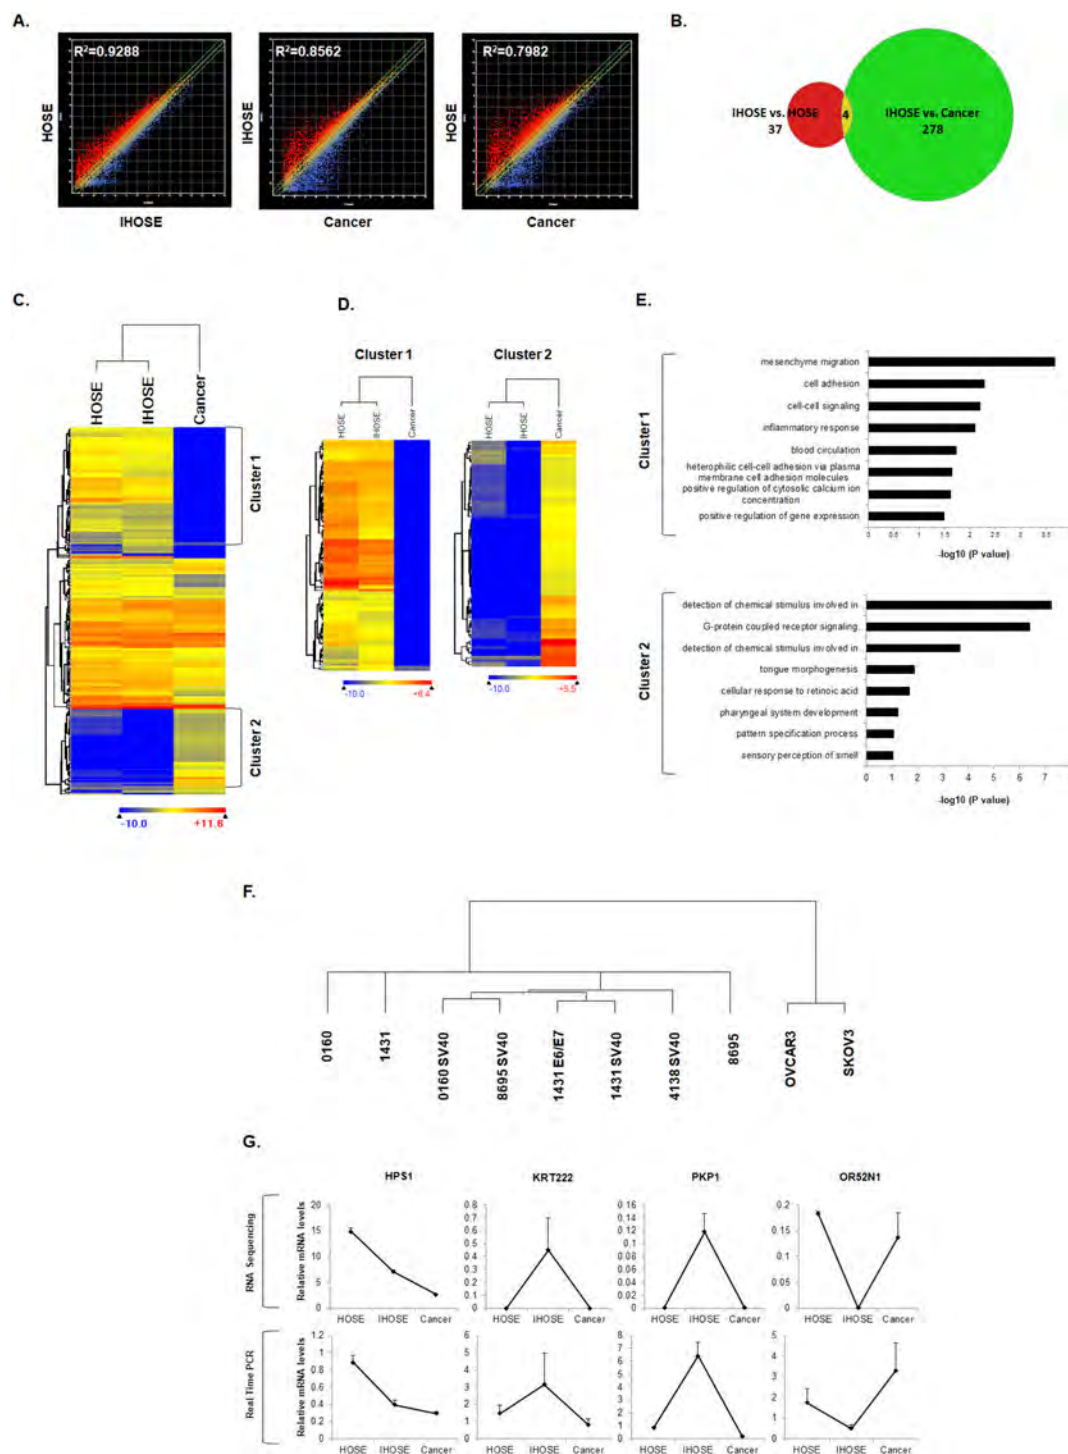 A.
R²=0.9288
HOSE
IHOSE
R²=0.8562
IHOSE
Cancer
R²=0.7982
HOSE
Cancer
B.
IHOSE vs. HOSE
37
4
IHOSE vs. Cancer
278
C.
HOSE
IHOSE
Cancer
Cluster 1
Cluster 2
-10.0
+11.6
D.
Cluster 1
HOSE
IHOSE
Cancer
-10.0
+6.4
Cluster 2
HOSE
IHOSE
Cancer
-10.0
+5.5
E.
Cluster 1
mesenchyme migration
cell adhesion
cell-cell signaling
inflammatory response
blood circulation
heterophilic cell-cell adhesion via plasma
membrane cell adhesion molecules
positive regulation of cytosolic calcium ion
concentration
positive regulation of gene expression
0 0.5 1 1.5 2 2.5 3 3.5
-log10 (P value)
Cluster 2
detection of chemical stimulus involved in
G-protein coupled receptor signaling
detection of chemical stimulus involved in
tongue morphogenesis
cellular response to retinoic acid
pharyngeal system development
pattern specification process
sensory perception of smell
0 1 2 3 4 5 6 7
-log10 (P value)
F.
0160
1431
0160 SV40
8695 SV40
1431 E6/E7
1431 SV40
4138 SV40
8695
OVCAR3
SKOV3
G.
RNA Sequencing
Relative mRNA levels
HPS1
20
15
10
5
0
HOSE IHOSE Cancer
KRT222
0.8
0.7
0.6
0.5
0.4
0.3
0.2
0.1
0
HOSE IHOSE Cancer
PKP1
0.16
0.14
0.12
0.1
0.08
0.06
0.04
0.02
0
HOSE IHOSE Cancer
OR52N1
0.2
0.15
0.1
0.05
0
HOSE IHOSE Cancer
Real Time PCR
Relative mRNA levels
1.2
1
0.8
0.6
0.4
0.2
0
HOSE IHOSE Cancer
6
5
4
3
2
1
0
HOSE IHOSE Cancer
8
7
6
5
4
3
2
1
0
HOSE IHOSE Cancer
5
4
3
2
1
0
HOSE IHOSE Cancer